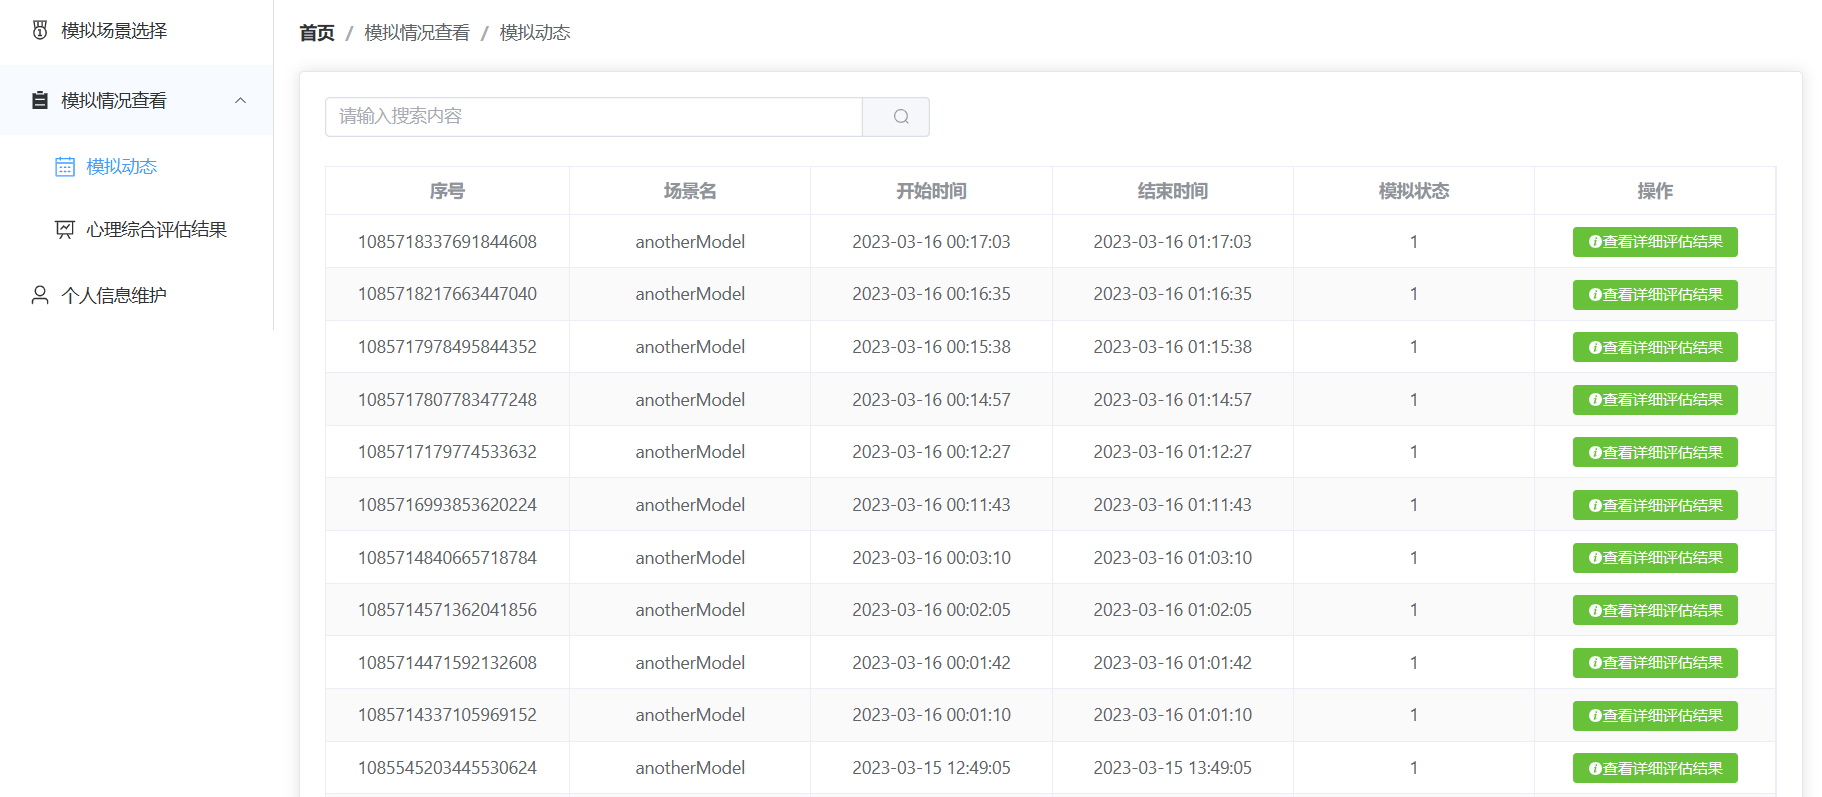 模拟场景选择
模拟情况查看
模拟动态
心理综合评估结果
个人信息维护
首页 / 模拟情况查看 / 模拟动态
请输入搜索内容
序号 场景名 开始时间 结束时间 模拟状态 操作
1085718337691844608 anotherModel 2023-03-16 00:17:03 2023-03-16 01:17:03 1 查看详细评估结果
1085718217663447040 anotherModel 2023-03-16 00:16:35 2023-03-16 01:16:35 1 查看详细评估结果
1085717978495844352 anotherModel 2023-03-16 00:15:38 2023-03-16 01:15:38 1 查看详细评估结果
1085717807783477248 anotherModel 2023-03-16 00:14:57 2023-03-16 01:14:57 1 查看详细评估结果
1085717179774533632 anotherModel 2023-03-16 00:12:27 2023-03-16 01:12:27 1 查看详细评估结果
1085716993853620224 anotherModel 2023-03-16 00:11:43 2023-03-16 01:11:43 1 查看详细评估结果
1085714840665718784 anotherModel 2023-03-16 00:03:10 2023-03-16 01:03:10 1 查看详细评估结果
1085714571362041856 anotherModel 2023-03-16 00:02:05 2023-03-16 01:02:05 1 查看详细评估结果
1085714471592132608 anotherModel 2023-03-16 00:01:42 2023-03-16 01:01:42 1 查看详细评估结果
1085714337105969152 anotherModel 2023-03-16 00:01:10 2023-03-16 01:01:10 1 查看详细评估结果
1085545203445530624 anotherModel 2023-03-15 12:49:05 2023-03-15 13:49:05 1 查看详细评估结果